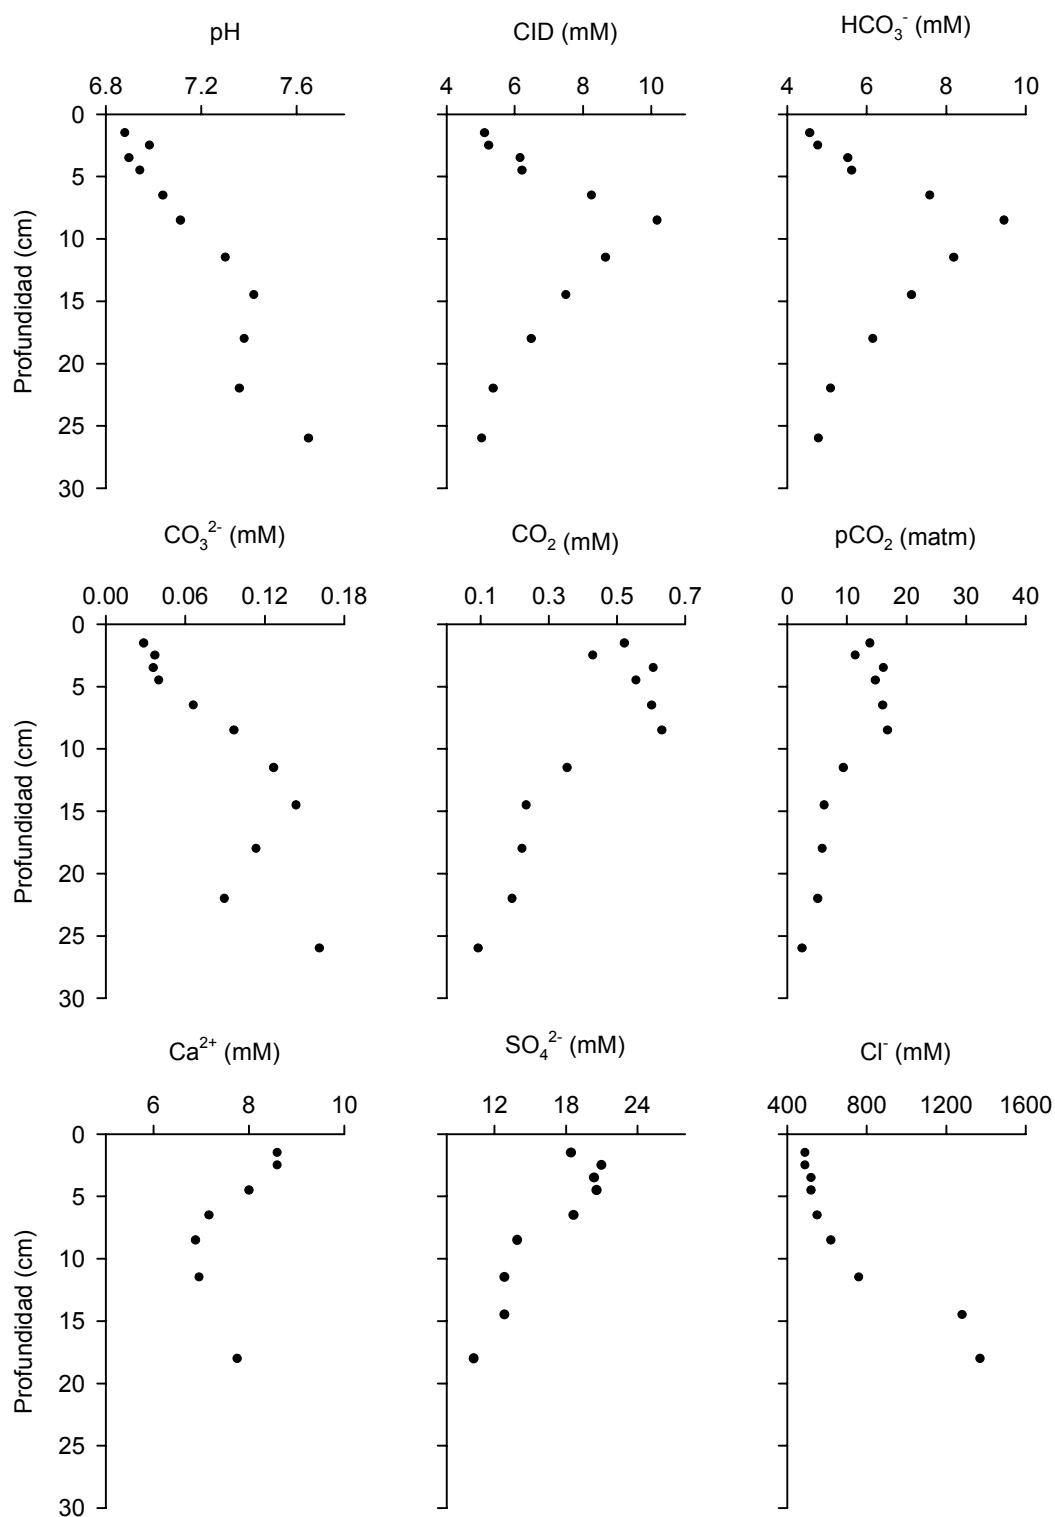 pH CID (mM) HCO₃⁻ (mM)
6.8 7.2 7.6 4 6 8 10 4 6 8 10
0
5
10
15
20
25
30
Profundidad (cm)
CO₃²⁻ (mM) CO₂ (mM) pCO₂ (matm)
0.00 0.06 0.12 0.18 0.1 0.3 0.5 0.7 0 10 20 30 40
0
5
10
15
20
25
30
Profundidad (cm)
Ca²⁺ (mM) SO₄²⁻ (mM) Cl⁻ (mM)
6 8 10 12 18 24 400 800 1200 1600
0
5
10
15
20
25
30
Profundidad (cm)